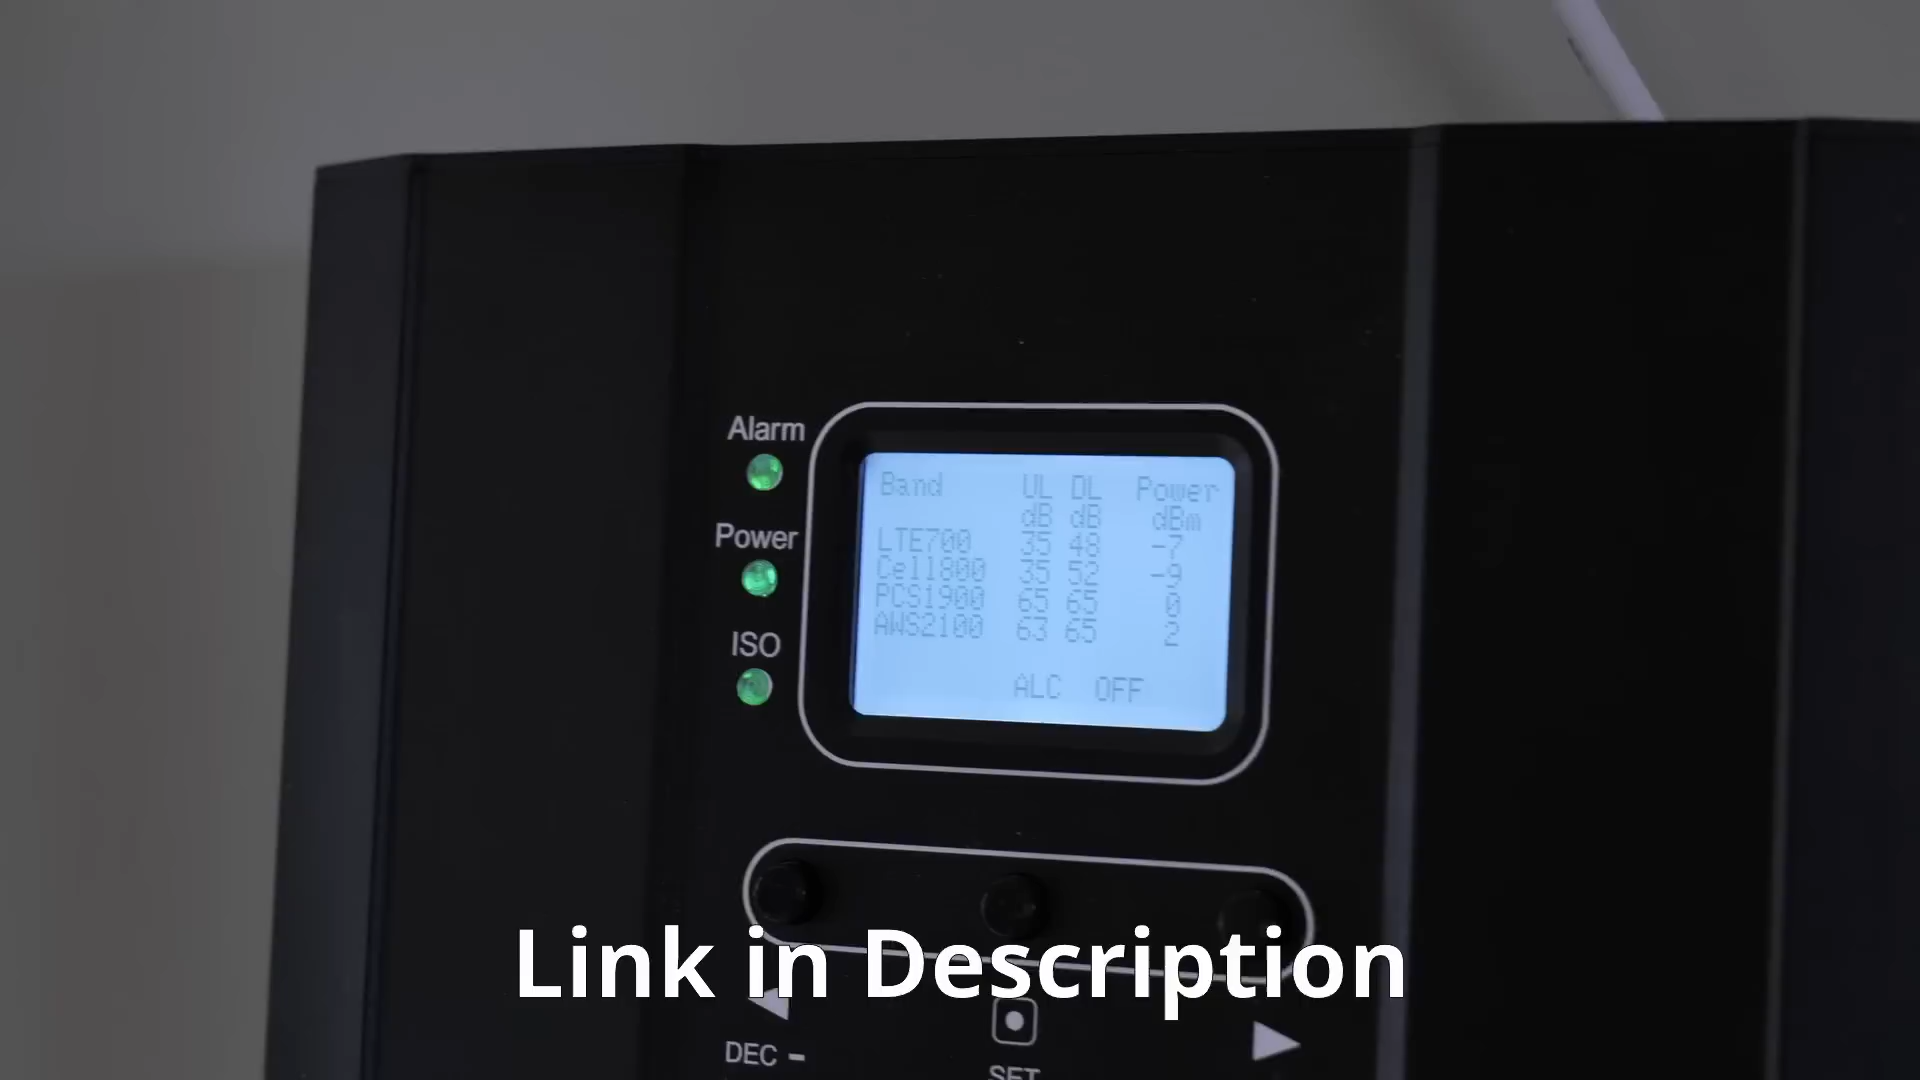 Alarm
Power
ISO
Band UL DL Power
dB dB dBm
LTE700 35 48 -7
Cell800 35 52 -9
PCS1900 65 65 0
AWS2100 63 65 2
ALC OFF
Link in Description
DEC -
SET